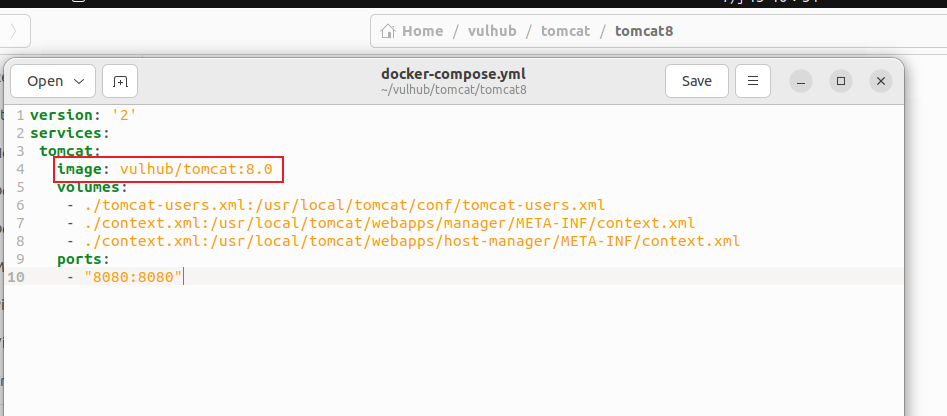 Home / vulhub / tomcat / tomcat8
Open
docker-compose.yml
~/vulhub/tomcat/tomcat8
Save
1 version: '2'
2 services:
3 tomcat:
4 image: vulhub/tomcat:8.0
5 volumes:
6 - ./tomcat-users.xml:/usr/local/tomcat/conf/tomcat-users.xml
7 - ./context.xml:/usr/local/tomcat/webapps/manager/META-INF/context.xml
8 - ./context.xml:/usr/local/tomcat/webapps/host-manager/META-INF/context.xml
9 ports:
10 - "8080:8080"